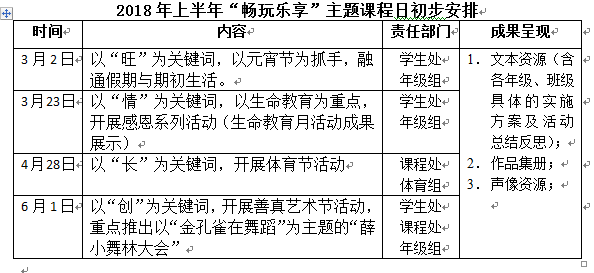 2018年上半年“畅玩乐享”主题课程日初步安排
时间 内容 责任部门 成果呈现
3月2日 以“旺”为关键词，以元宵节为抓手，融 学生处 1．文本资源（含
通假期与期初生活。 年级组 各年级、班级
3月23日 以“情”为关键词，以生命教育为重点， 学生处 具体的实施
开展感恩系列活动（生命教育月活动成果 年级组 方案及活动
展示） 总结反思）；
4月28日 以“长”为关键词，开展体育节活动 课程处 2．作品集册；
体育组 3．声像资源；
6月1日 以“创”为关键词，开展善真艺术节活动， 学生处
重点推出以“金孔雀在舞蹈”为主题的“薛 课程处
小舞林大会” 年级组